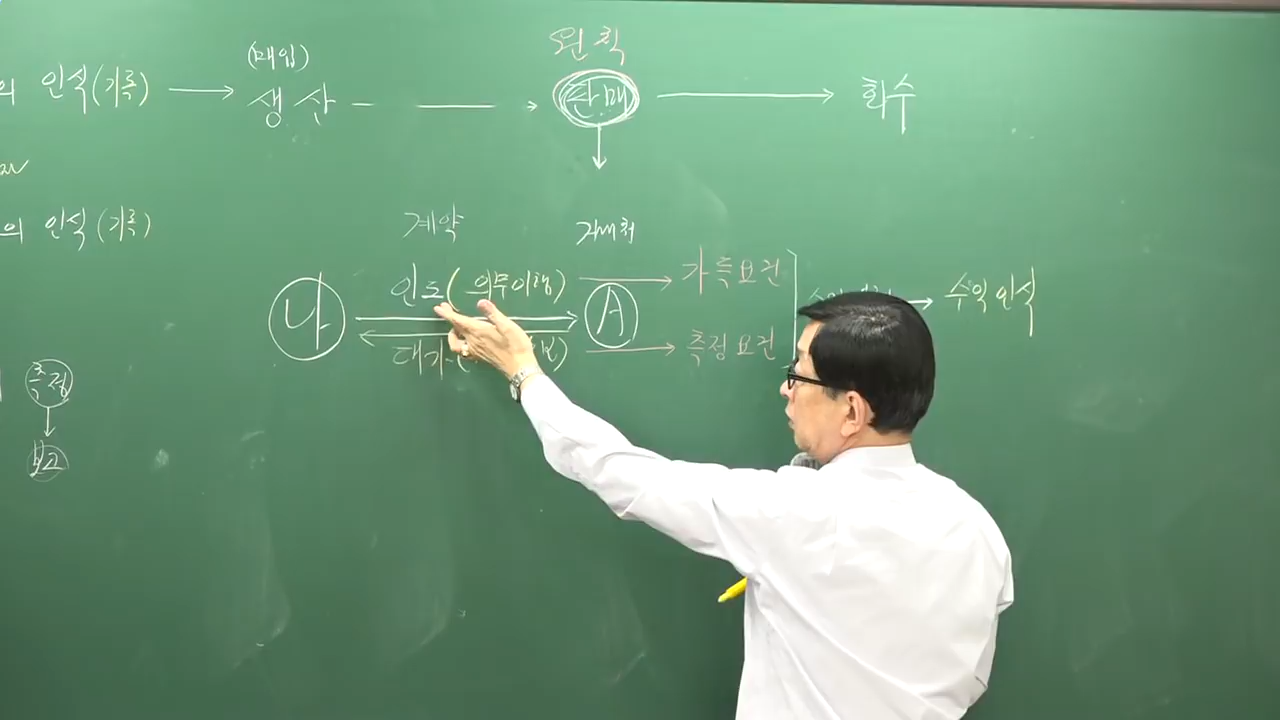 원칙
(매입)
의 인식(기록) → 생산 — → 판매 → 회수
의 인식(기록)
계약
거래처
나
인도(의무이행)
A
가득요건
대가(
측정요건
→ 수익인식
측정
보고